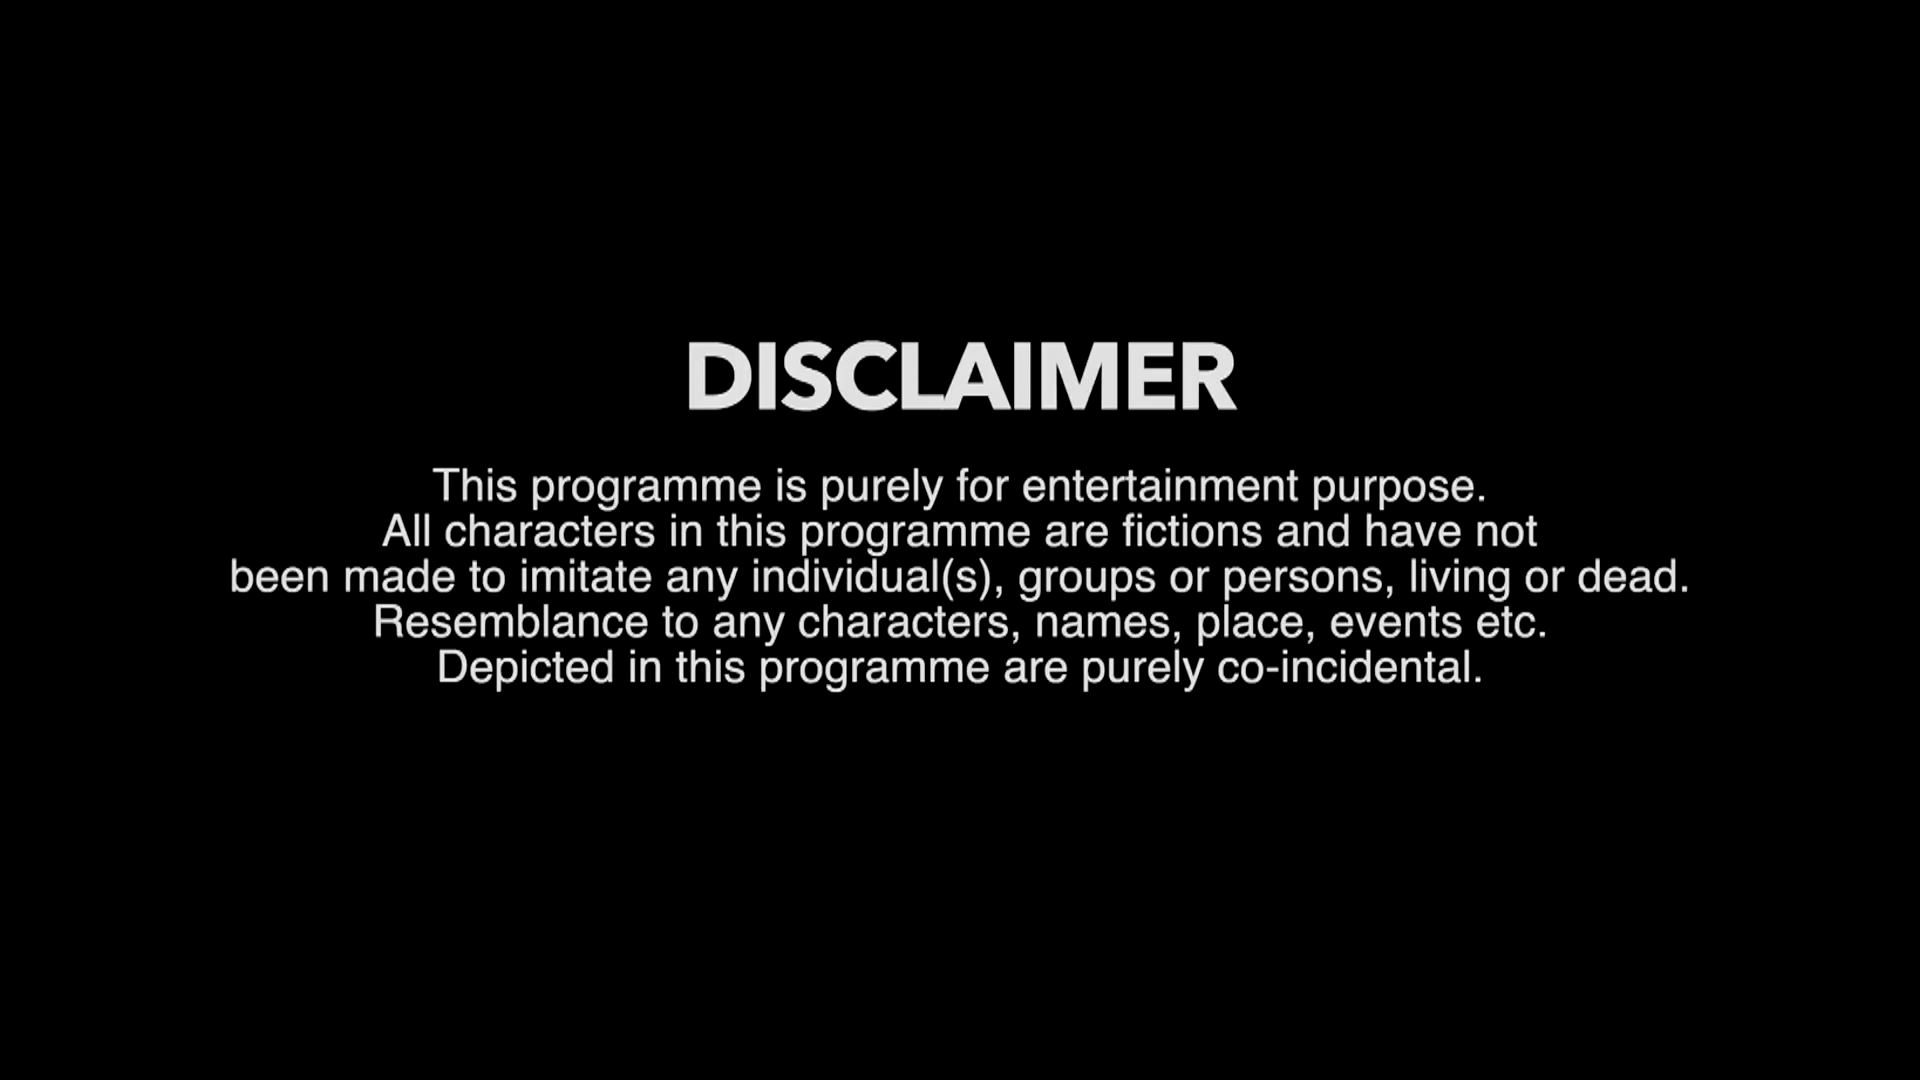 DISCLAIMER
This programme is purely for entertainment purpose.
All characters in this programme are fictions and have not
been made to imitate any individual(s), groups or persons, living or dead.
Resemblance to any characters, names, place, events etc.
Depicted in this programme are purely co-incidental.